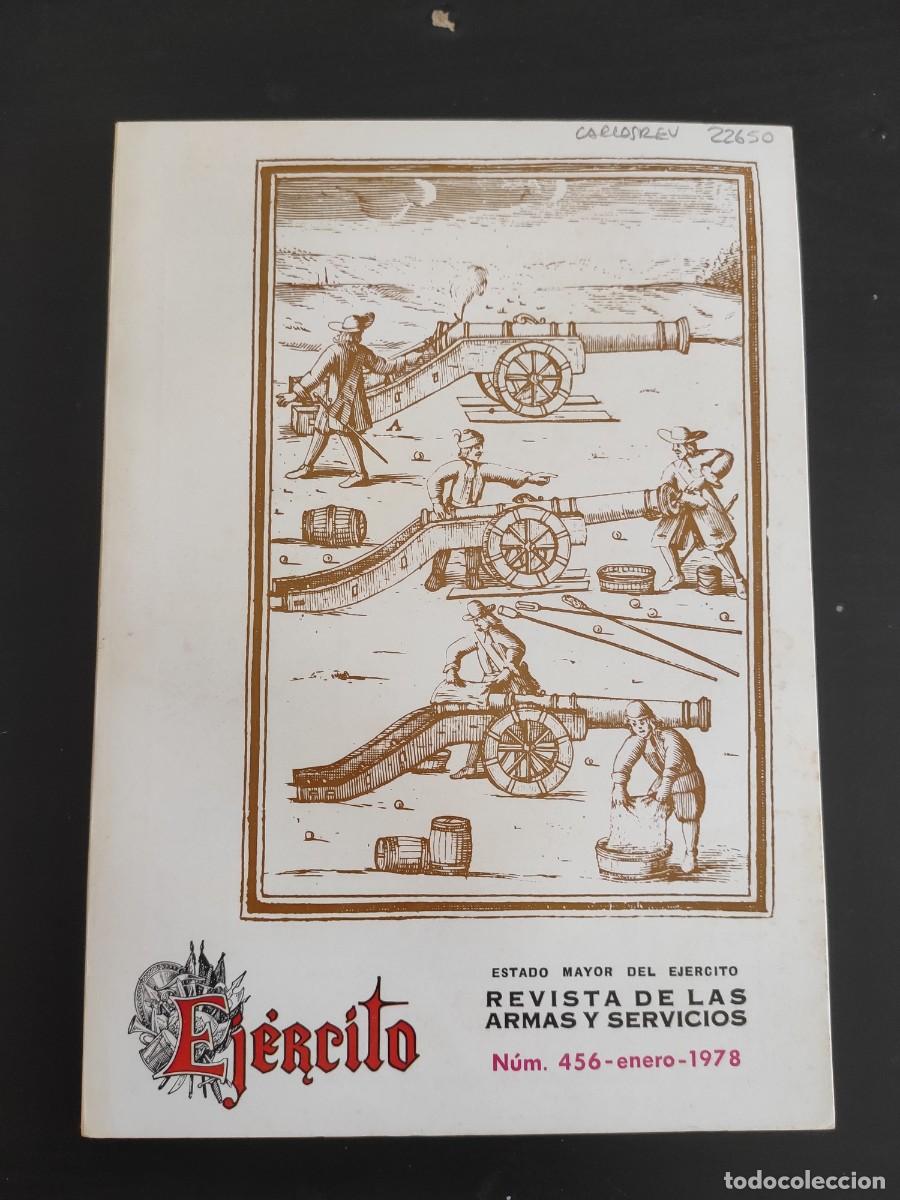 CARLOSREV 22650
A
Ejército
ESTADO MAYOR DEL EJERCITO
REVISTA DE LAS
ARMAS Y SERVICIOS
Núm. 456-enero-1978
todocoleccion